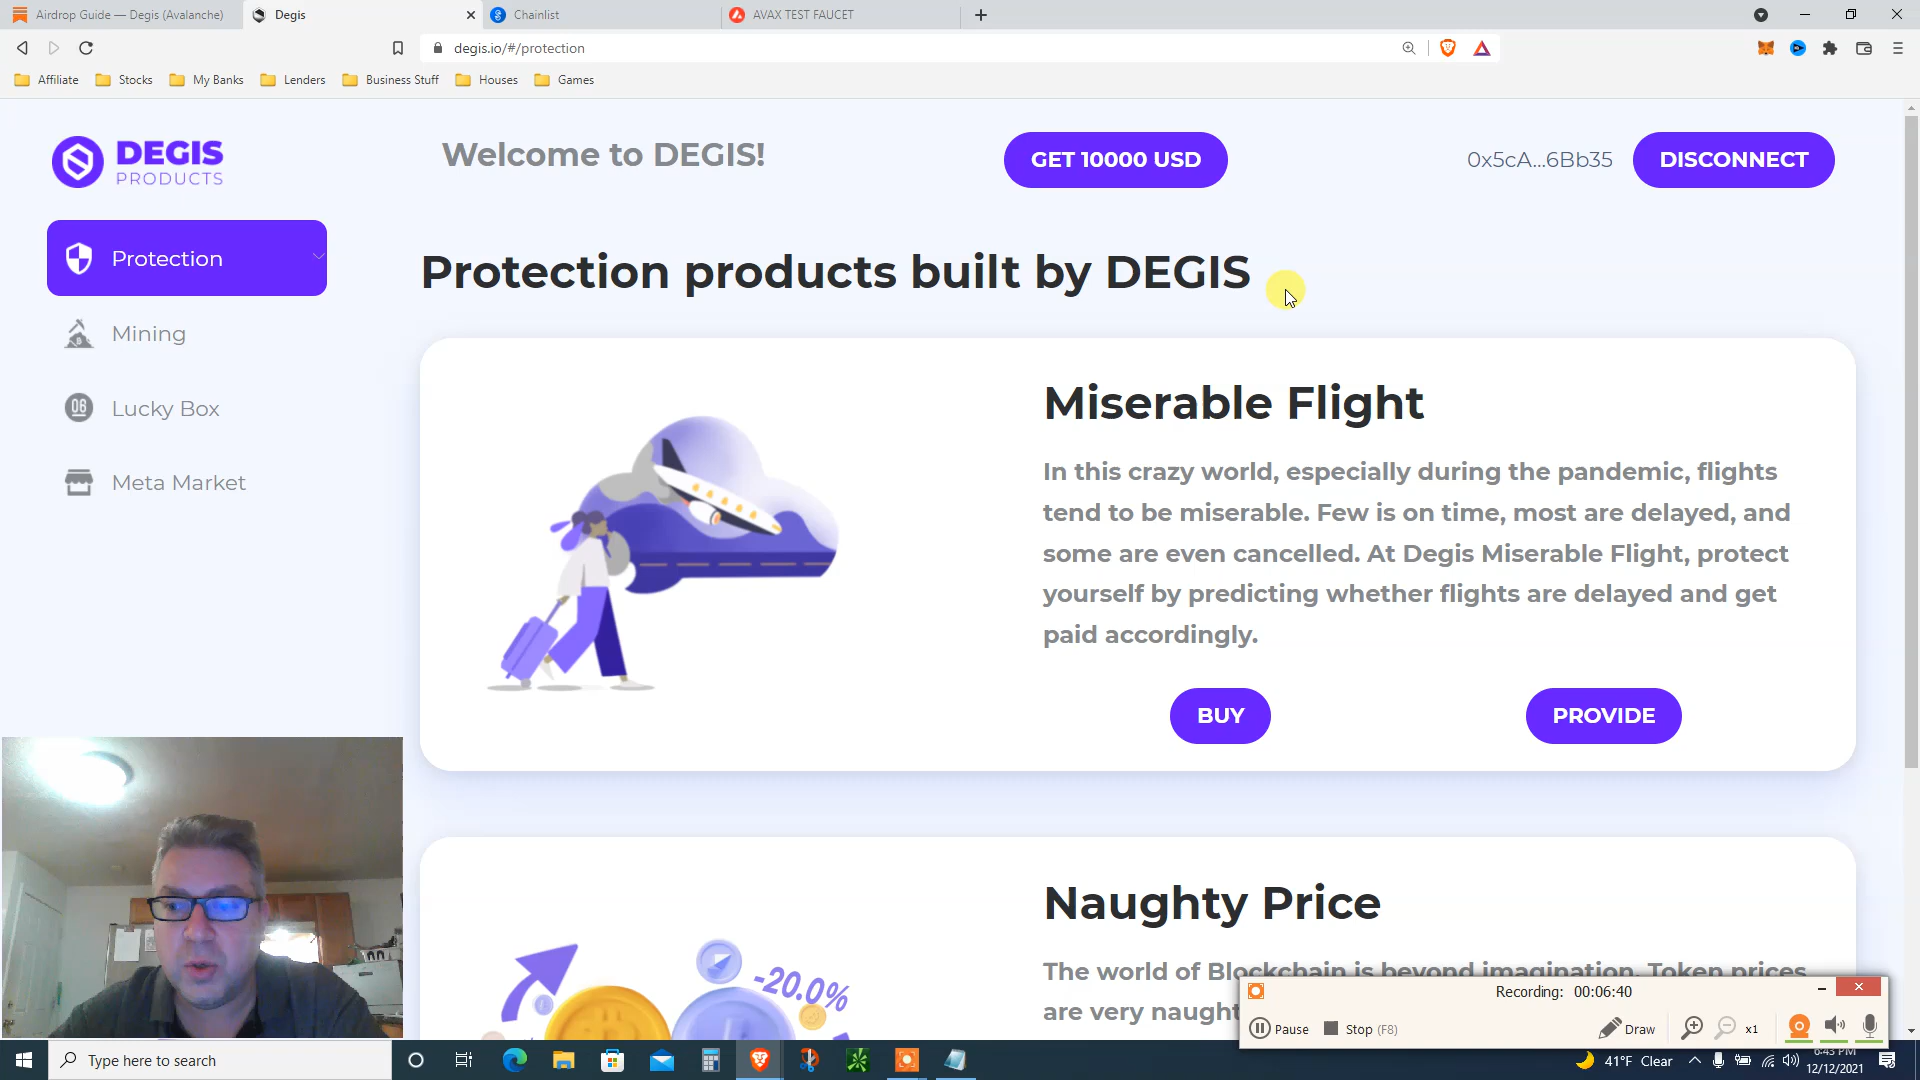 Airdrop Guide — Degis (Avalanche)
Degis
Chainlist
AVAX TEST FAUCET
degis.io/#/protection
Affiliate
Stocks
My Banks
Lenders
Business Stuff
Houses
Games
DEGIS
PRODUCTS
Welcome to DEGIS!
GET 10000 USD
0x5cA...6Bb35
DISCONNECT
Protection
Mining
06
Lucky Box
Meta Market
Protection products built by DEGIS
Miserable Flight
In this crazy world, especially during the pandemic, flights
tend to be miserable. Few is on time, most are delayed, and
some are even cancelled. At Degis Miserable Flight, protect
yourself by predicting whether flights are delayed and get
paid accordingly.
BUY
PROVIDE
-20.0%
Naughty Price
The world of Blockchain is beyond imagination. Token prices
are very naught
Recording: 00:06:40
Pause
Stop (F8)
Draw
x1
Type here to search
41°F Clear
6:43 PM
12/12/2021